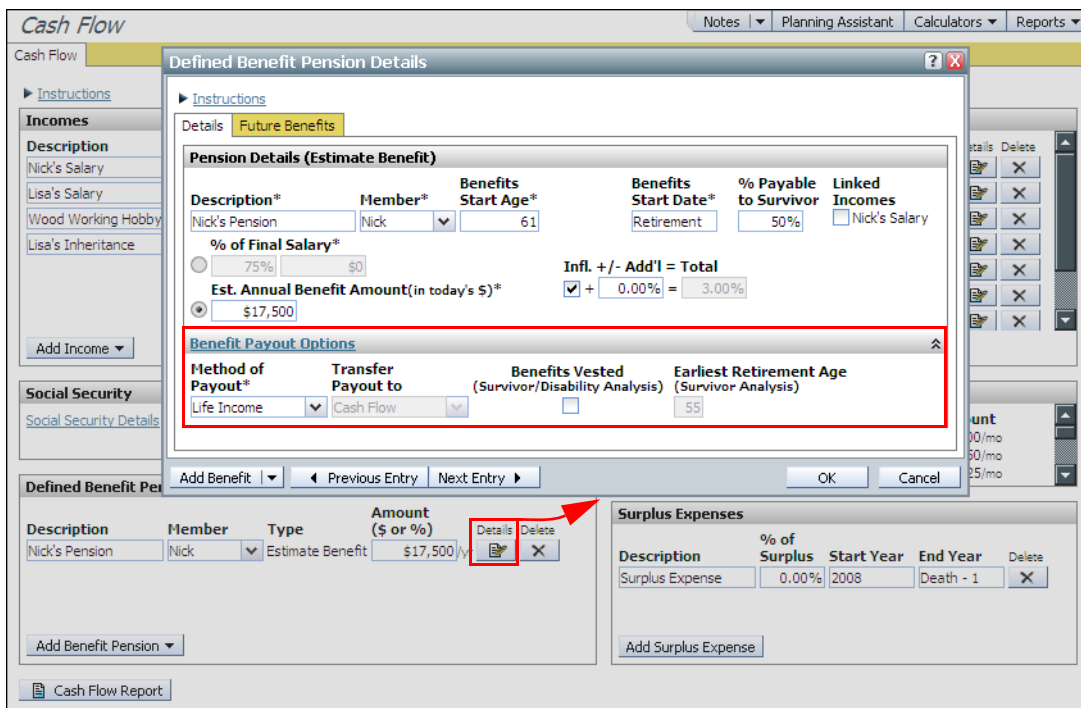 Cash Flow
Notes
Planning Assistant
Calculators
Reports
Cash Flow
Instructions
Incomes
Description
Nick's Salary
Lisa's Salary
Wood Working Hobby
Lisa's Inheritance
Add Income
Delete
Social Security
Social Security Details
Defined Benefit Pension Details
Instructions
Details Future Benefits
Pension Details (Estimate Benefit)
Description* Member* Benefits Start Age* Benefits Start Date* % Payable to Survivor Linked Incomes
Nick's Pension Nick 61 Retirement 50% Nick's Salary
% of Final Salary*
75% $0
Infl. +/- Add'l = Total
+ 0.00% = 3.00%
Est. Annual Benefit Amount(in today's $)*
$17,500
Benefit Payout Options
Method of Payout* Transfer Payout to Benefits Vested (Survivor/Disability Analysis) Earliest Retirement Age (Survivor Analysis)
Life Income Cash Flow 55
Add Benefit Previous Entry Next Entry OK Cancel
Defined Benefit Pe
Description Member Type Amount ($ or %) Details Delete
Nick's Pension Nick Estimate Benefit $17,500
Add Benefit Pension
Surplus Expenses
Description % of Surplus Start Year End Year Delete
Surplus Expense 0.00% 2008 Death - 1
Add Surplus Expense
Cash Flow Report